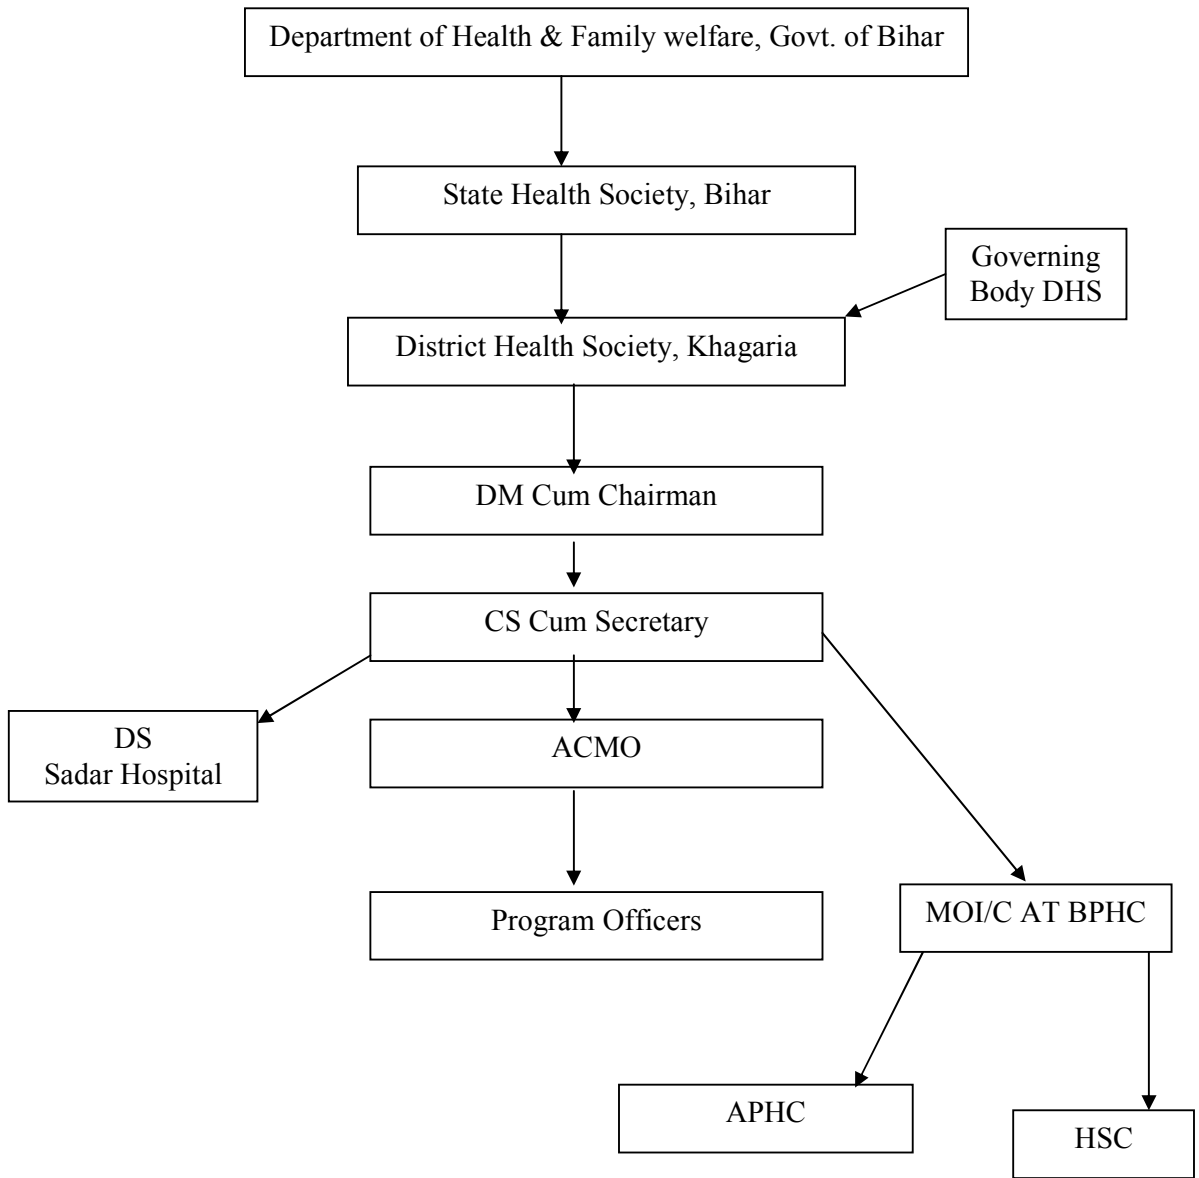 Department of Health & Family welfare, Govt. of Bihar
State Health Society, Bihar
Governing
Body DHS
District Health Society, Khagaria
DM Cum Chairman
CS Cum Secretary
DS
Sadar Hospital
ACMO
Program Officers
MOI/C AT BPHC
APHC
HSC